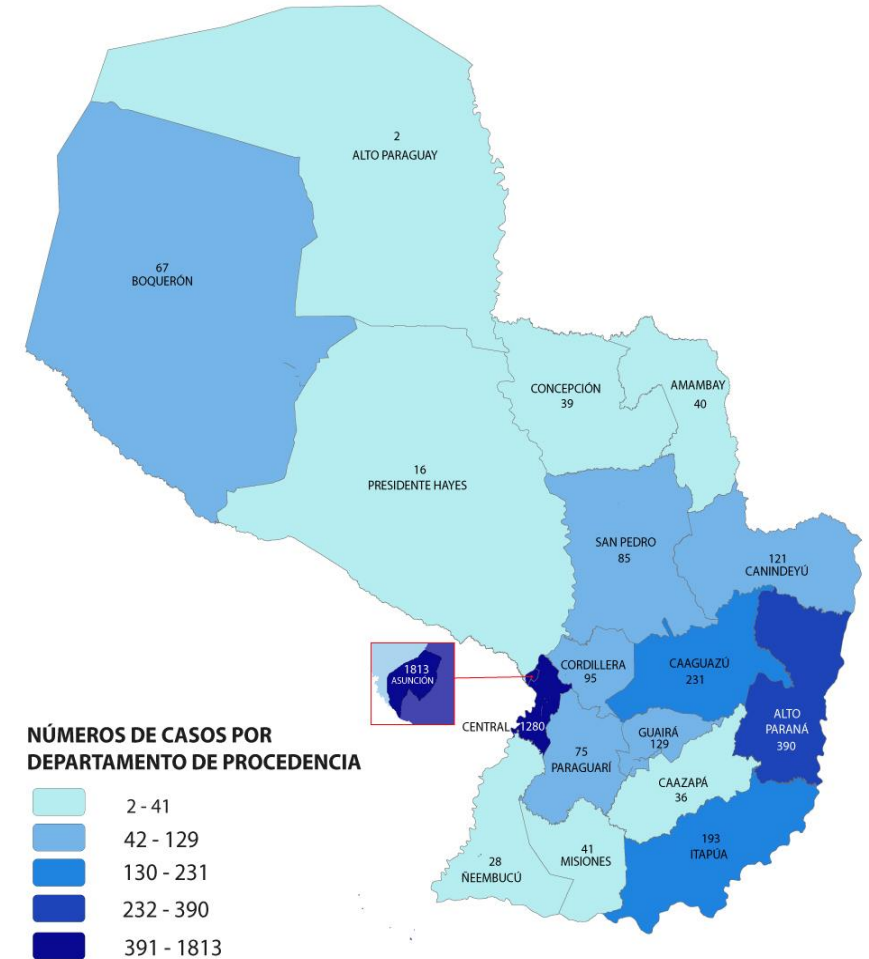 2
ALTO PARAGUAY
67
BOQUERÓN
CONCEPCIÓN
39
AMAMBAY
40
16
PRESIDENTE HAYES
SAN PEDRO
85
121
CANINDEYÚ
1813
ASUNCIÓN
CORDILLERA
95
CAAGUAZÚ
231
ALTO
PARANÁ
390
CENTRAL
1280
GUAIRÁ
129
75
PARAGUARÍ
CAAZAPÁ
36
193
ITAPÚA
41
MISIONES
28
ÑEEMBUCÚ
NÚMEROS DE CASOS POR
DEPARTAMENTO DE PROCEDENCIA
2 - 41
42 - 129
130 - 231
232 - 390
391 - 1813